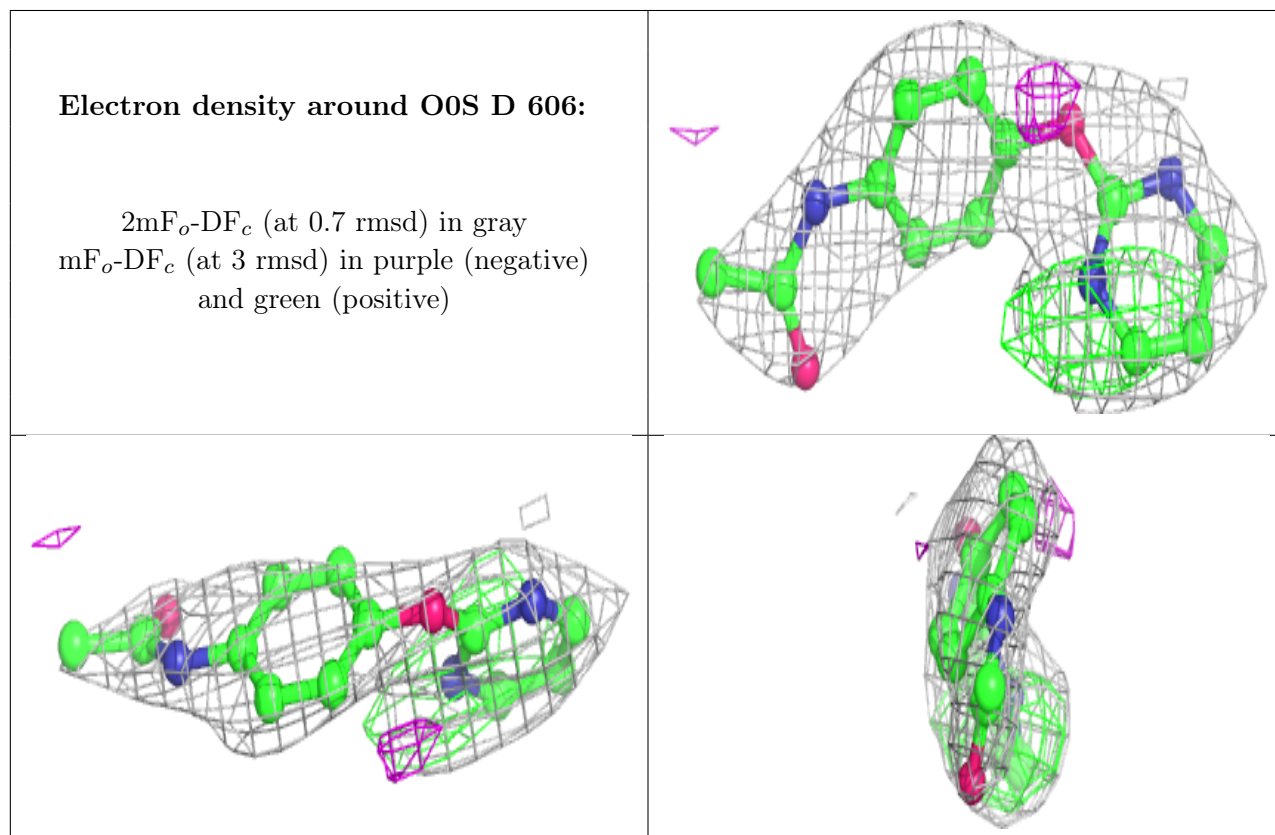 Electron density around O0S D 606:
2mFo-DFc (at 0.7 rmsd) in gray
mFo-DFc (at 3 rmsd) in purple (negative)
and green (positive)